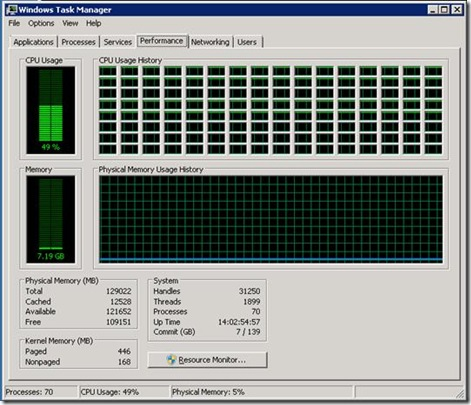 Windows Task Manager
File Options View Help
Applications Processes Services Performance Networking Users
CPU Usage
CPU Usage History
49 %
Memory
Physical Memory Usage History
7.19 GB
Physical Memory (MB)
Total 129022
Cached 12528
Available 121652
Free 109151
Kernel Memory (MB)
Paged 446
Nonpaged 168
System
Handles 31250
Threads 1899
Processes 70
Up Time 14:02:54:57
Commit (GB) 7 / 139
Resource Monitor...
Processes: 70 CPU Usage: 49% Physical Memory: 5%